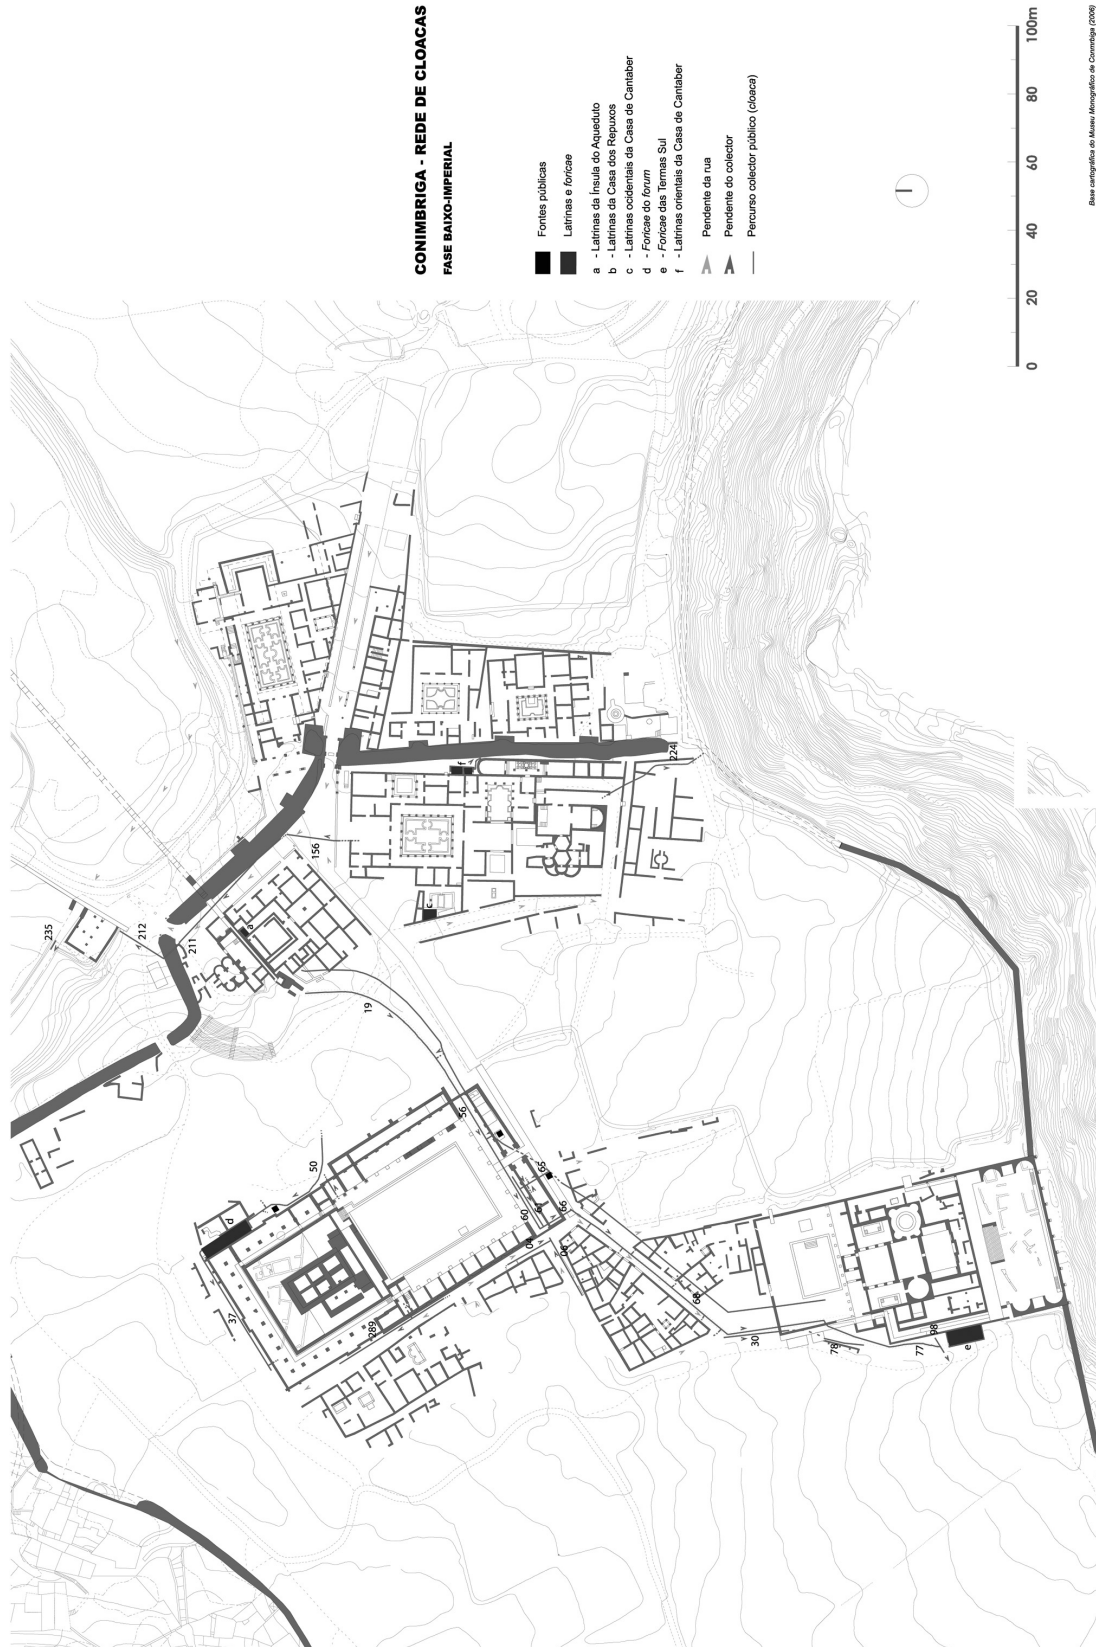 CONIMBRIGA - REDE DE CLOACAS
FASE BAIXO-IMPERIAL
Fontes públicas
Latrinas e foricae
a - Latrinas da Ínsula do Aqueduto
b - Latrinas da Casa dos Repuxos
c - Latrinas ocidentais da Casa de Cantaber
d - Foricae do forum
e - Foricae das Termas Sul
f - Latrinas orientais da Casa de Cantaber
Pendente da rua
Pendente do colector
Percurso colector público (cloaca)
0 20 40 60 80 100m
Base cartográfica do Museu Monográfico de Conimbriga (2006)
235
212
211
a
156
c
f
224
19
56
50
d
37
289
65
60
61
66
04
06
68
30
78
77
98
e